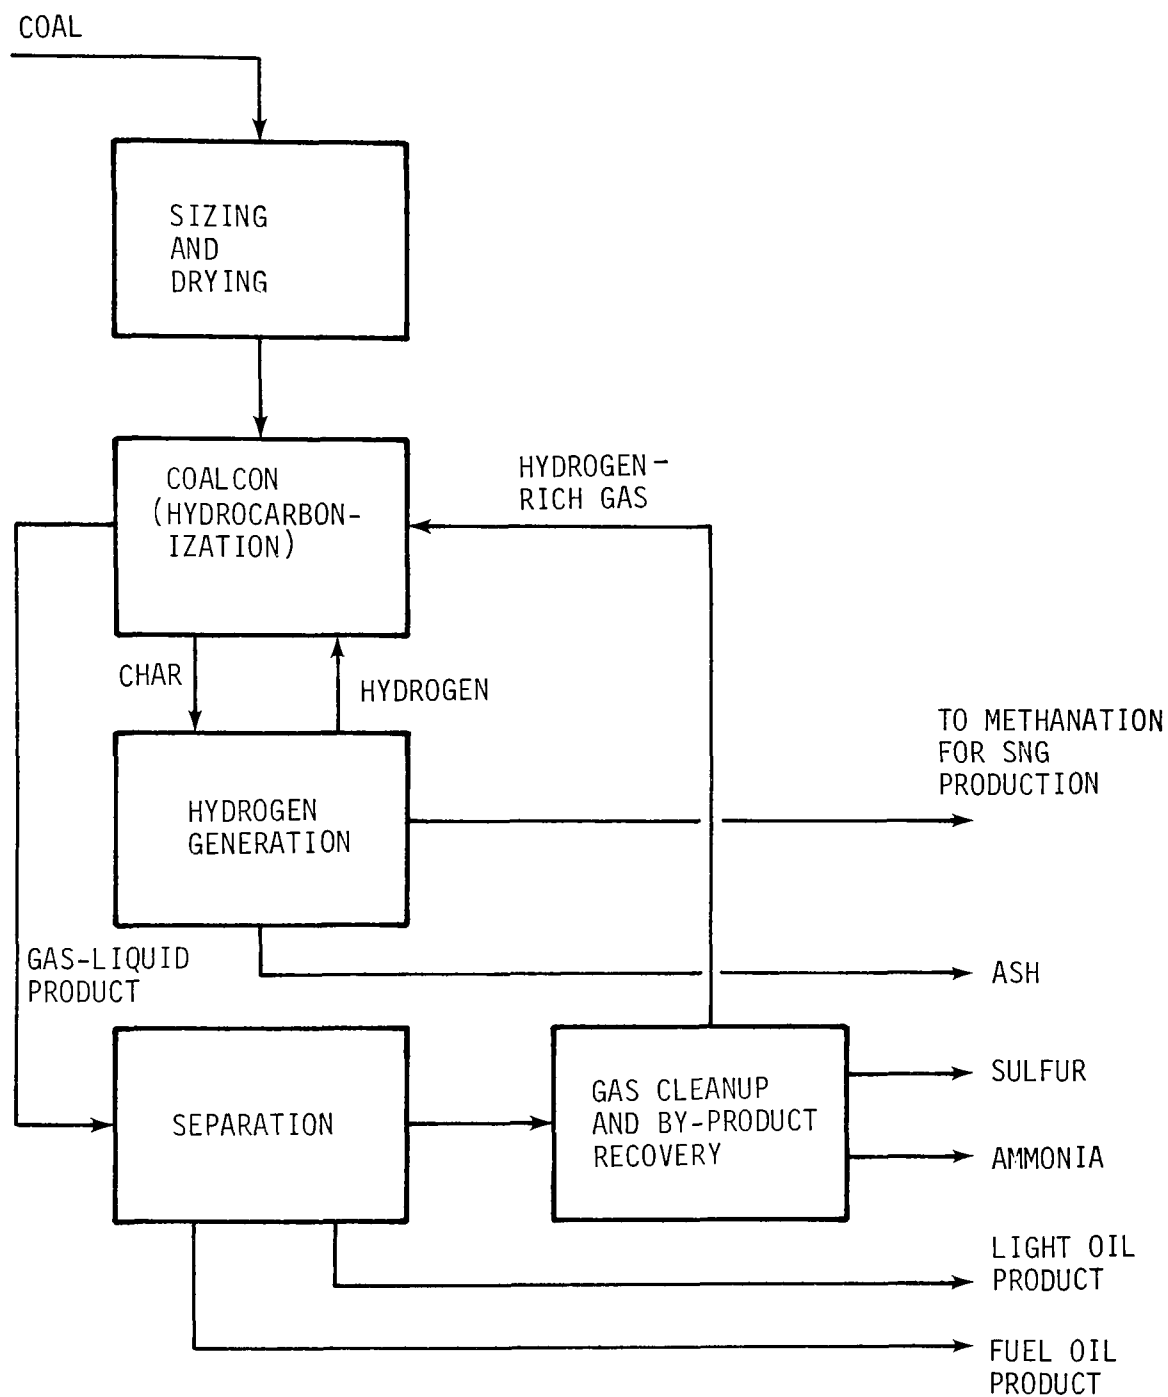 COAL
SIZING
AND
DRYING
COALCON
(HYDROCARBON-
IZATION)
HYDROGEN-
RICH GAS
CHAR
HYDROGEN
TO METHANATION
FOR SNG
PRODUCTION
HYDROGEN
GENERATION
GAS-LIQUID
PRODUCT
ASH
SEPARATION
GAS CLEANUP
AND BY-PRODUCT
RECOVERY
SULFUR
AMMONIA
LIGHT OIL
PRODUCT
FUEL OIL
PRODUCT